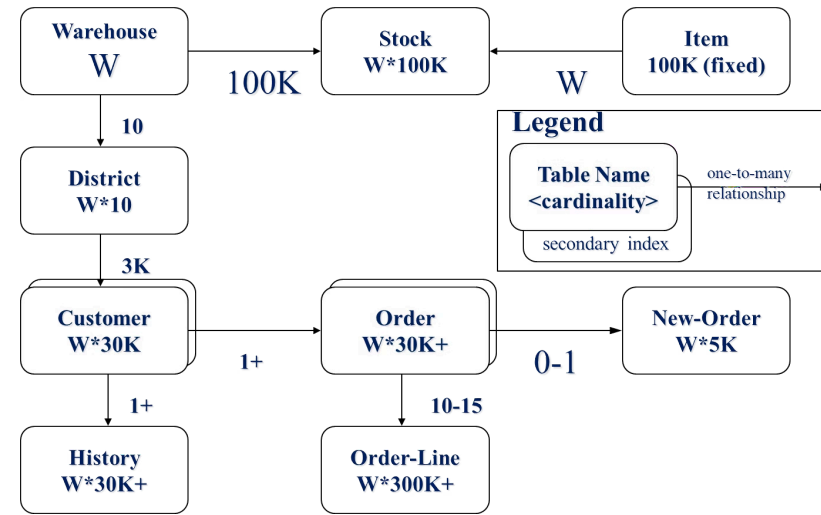 Warehouse
W
100K
Stock
W*100K
W
Item
100K (fixed)
10
Legend
Table Name
<cardinality>
one-to-many
relationship
secondary index
District
W*10
3K
Customer
W*30K
1+
Order
W*30K+
0-1
New-Order
W*5K
1+
10-15
History
W*30K+
Order-Line
W*300K+